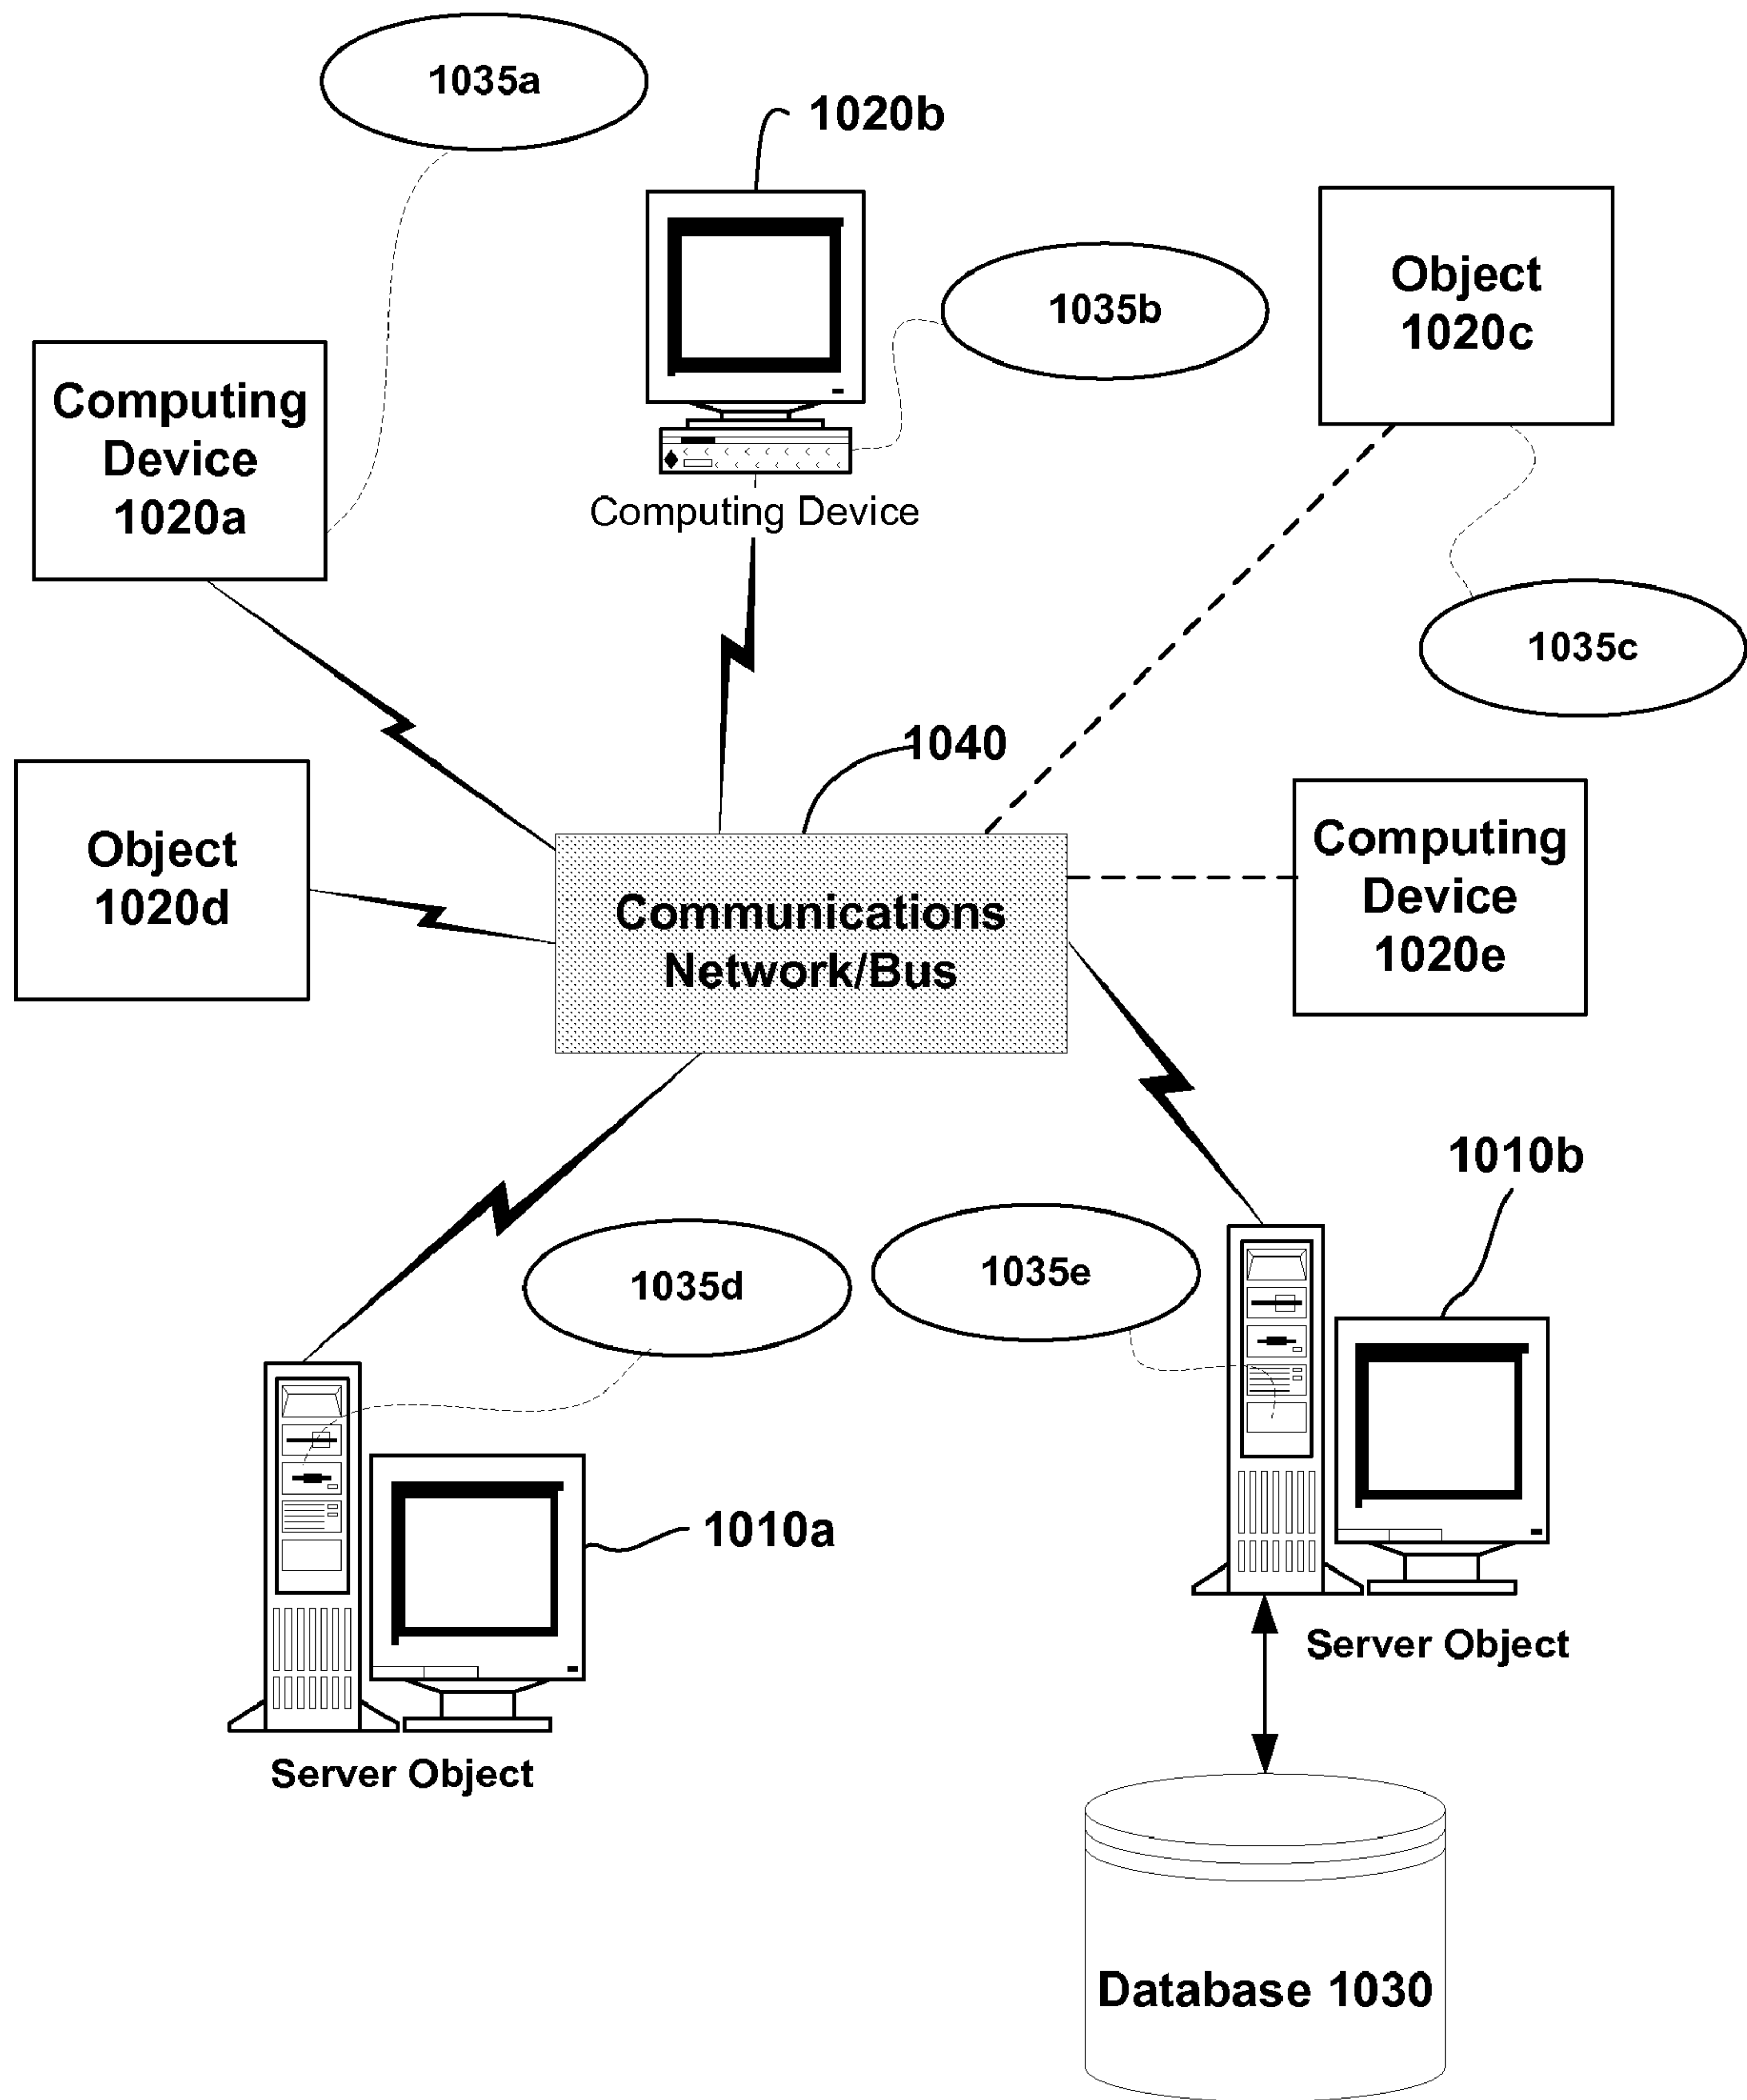 1035a
1020b
Object
1020c
1035b
Computing
Device
1020a
Computing Device
1035c
1040
Object
1020d
Computing
Device
1020e
Communications
Network/Bus
1010b
1035d
1035e
1010a
Server Object
Server Object
Database 1030